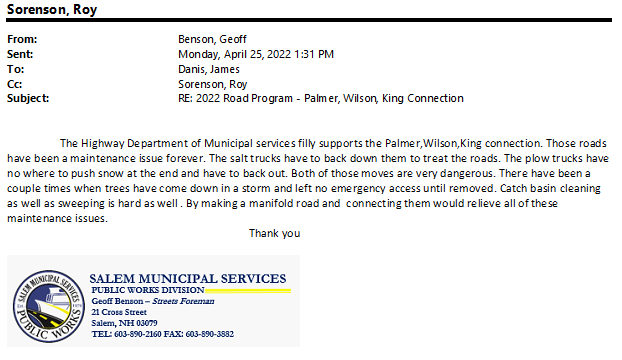 Sorenson, Roy
From: Benson, Geoff
Sent: Monday, April 25, 2022 1:31 PM
To: Danis, James
Cc: Sorenson, Roy
Subject: RE: 2022 Road Program - Palmer, Wilson, King Connection
The Highway Department of Municipal services filly supports the Palmer,Wilson,King connection. Those roads
have been a maintenance issue forever. The salt trucks have to back down them to treat the roads. The plow trucks have
no where to push snow at the end and have to back out. Both of those moves are very dangerous. There have been a
couple times when trees have come down in a storm and left no emergency access until removed. Catch basin cleaning
as well as sweeping is hard as well . By making a manifold road and  connecting them would relieve all of these
maintenance issues.
Thank you
SALEM MUNICIPAL SERVICES
PUBLIC WORKS
SALEM MUNICIPAL SERVICES
PUBLIC WORKS DIVISION
Geoff Benson – Streets Foreman
21 Cross Street
Salem, NH 03079
TEL: 603-890-2160 FAX: 603-890-3882